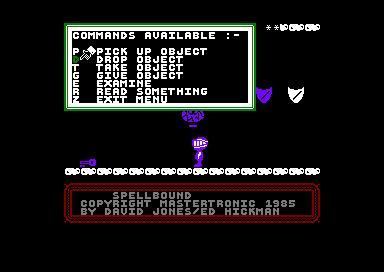 COMMANDS AVAILABLE :-
P PICK UP OBJECT
D DROP OBJECT
T TAKE OBJECT
G GIVE OBJECT
E EXAMINE
R READ SOMETHING
Z EXIT MENU
SPELLBOUND
COPYRIGHT MASTERTRONIC 1985
BY DAVID JONES/ED HICKMAN